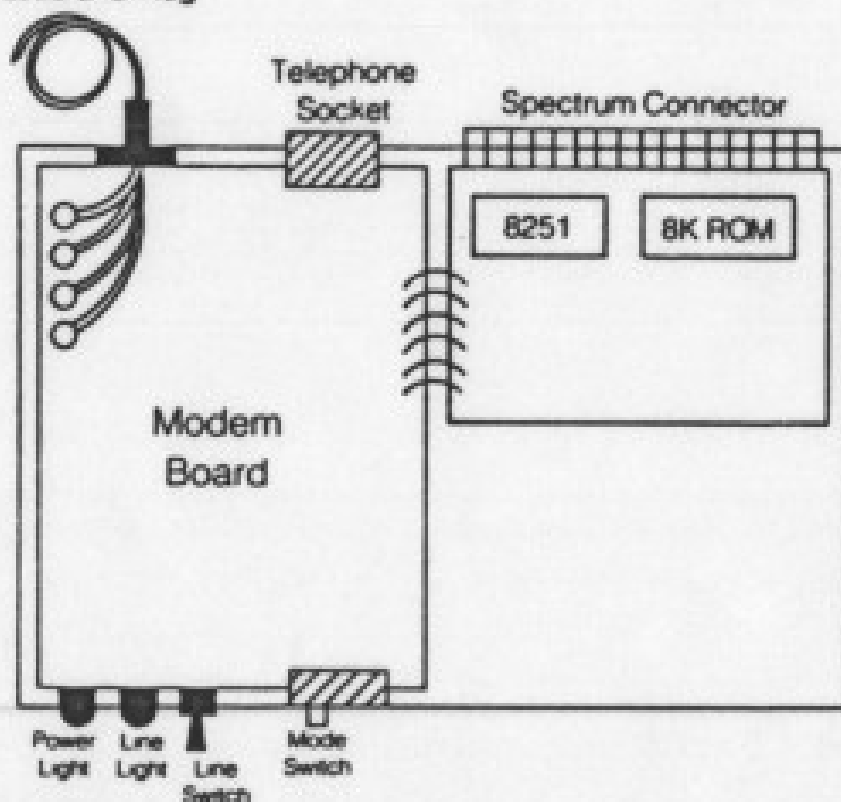 Telephone
Socket
Spectrum Connector
8251
8K ROM
Modem
Board
Power
Light
Line
Light
Line
Switch
Mode
Switch